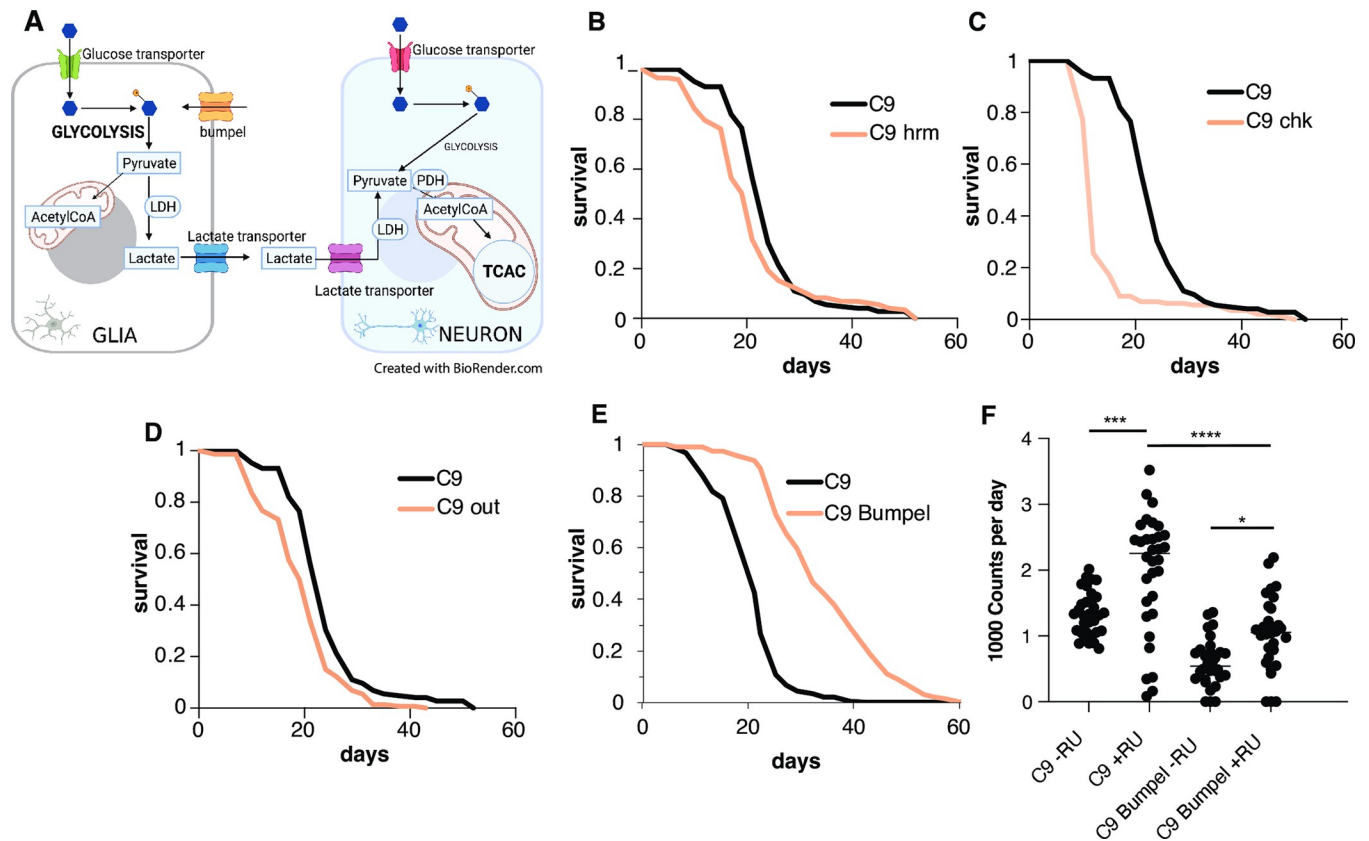 A
Glucose transporter
Glucose transporter
GLYCOLYSIS
bumpel
GLYCOLYSIS
Pyruvate
Pyruvate
PDH
AcetylCoA
LDH
AcetylCoA
LDH
Lactate transporter
Lactate
Lactate
TCAC
Lactate transporter
GLIA
NEURON
Created with BioRender.com
B
1
0.8
0.6
0.4
0.2
0
survival
C9
C9 hrm
0
20
40
60
days
C
1
0.8
0.6
0.4
0.2
0
survival
C9
C9 chk
0
20
40
60
days
D
1
0.8
0.6
0.4
0.2
0
survival
C9
C9 out
0
20
40
60
days
E
1
0.8
0.6
0.4
0.2
0
survival
C9
C9 Bumpel
0
20
40
60
days
F
***
****
*
4
3
2
1
0
1000 Counts per day
C9 -RU
C9 +RU
C9 Bumpel -RU
C9 Bumpel +RU